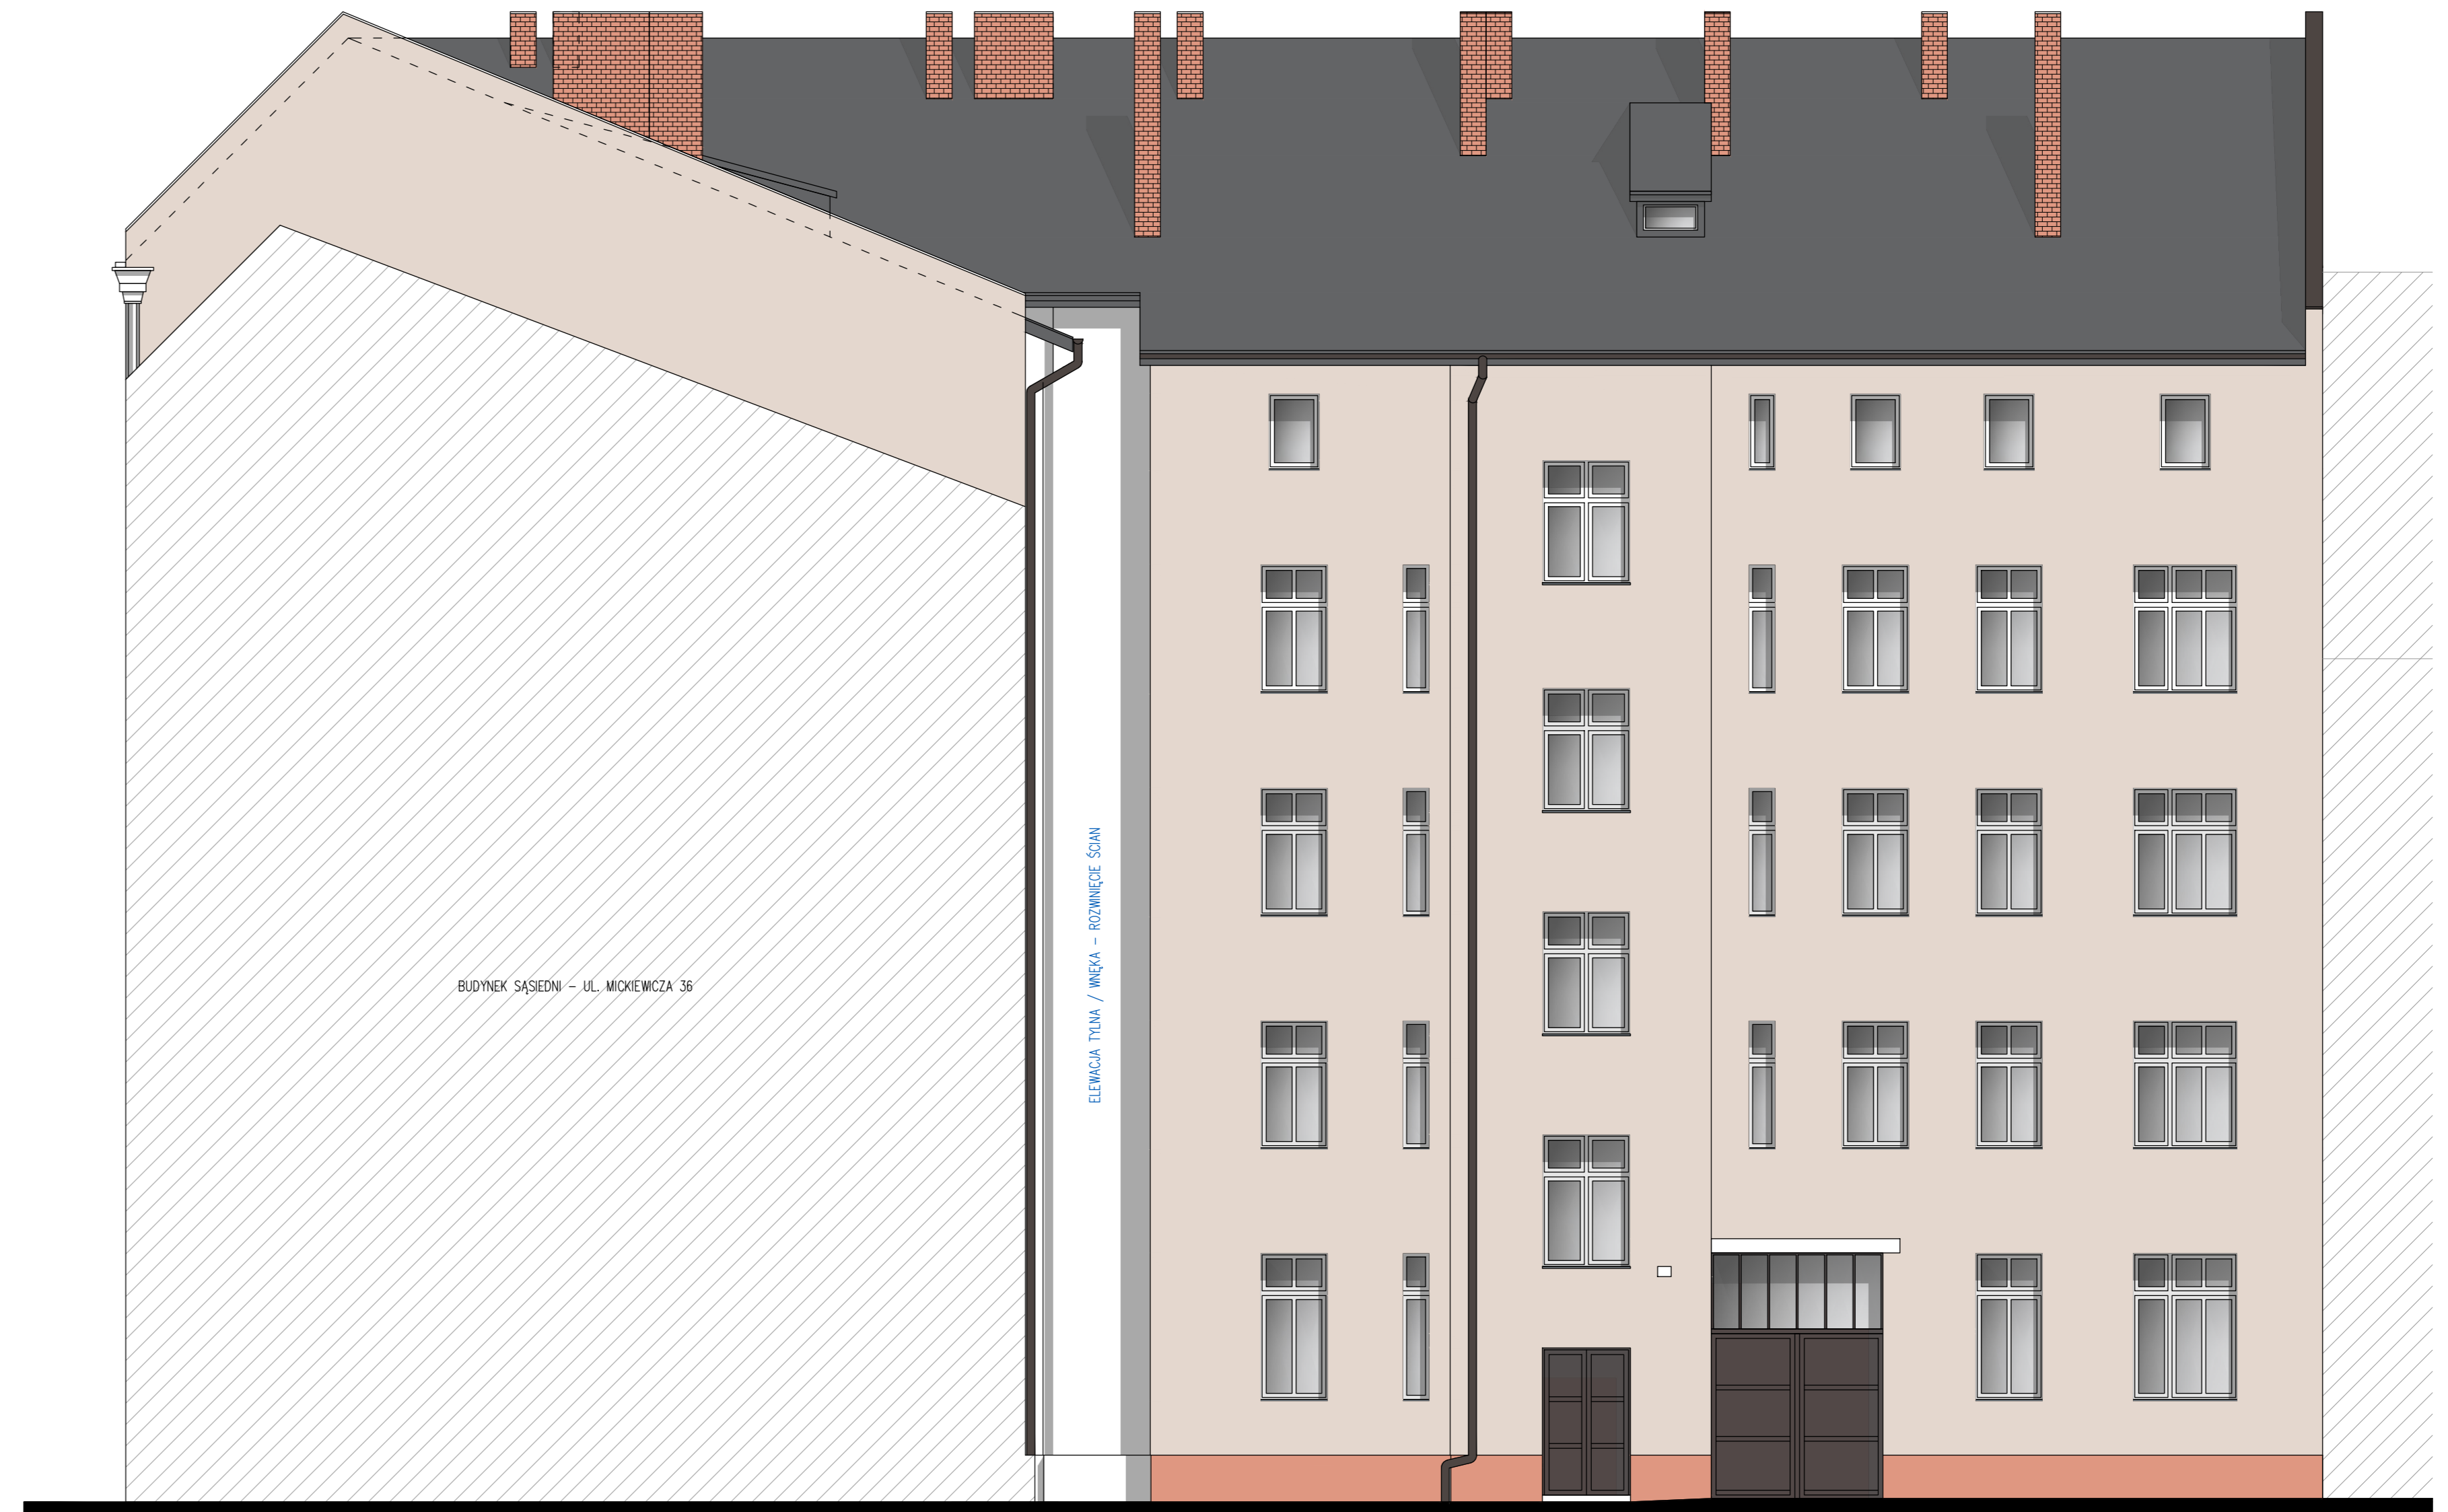 BUDYNEK SĄSIEDNI – UL. MICKIEWICZA 36
ELEWACJA TYLNA / WNĘKA – ROZWINIĘCIE ŚCIAN